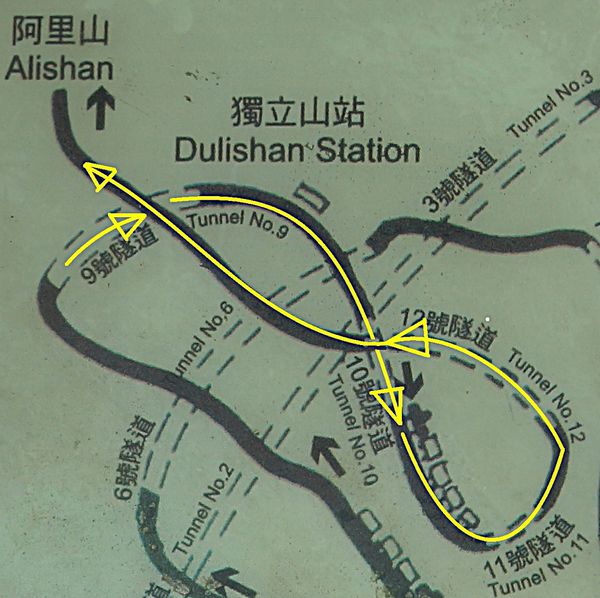 阿里山
Alishan
獨立山站
Dulishan Station
Tunnel No.3
3號隧道
Tunnel No.9
9號隧道
12號隧道
Tunnel No.12
unnel No.6
10號隧道
Tunnel No.10
6號隧道
Tunnel No.2
11號隧道
Tunnel No.11